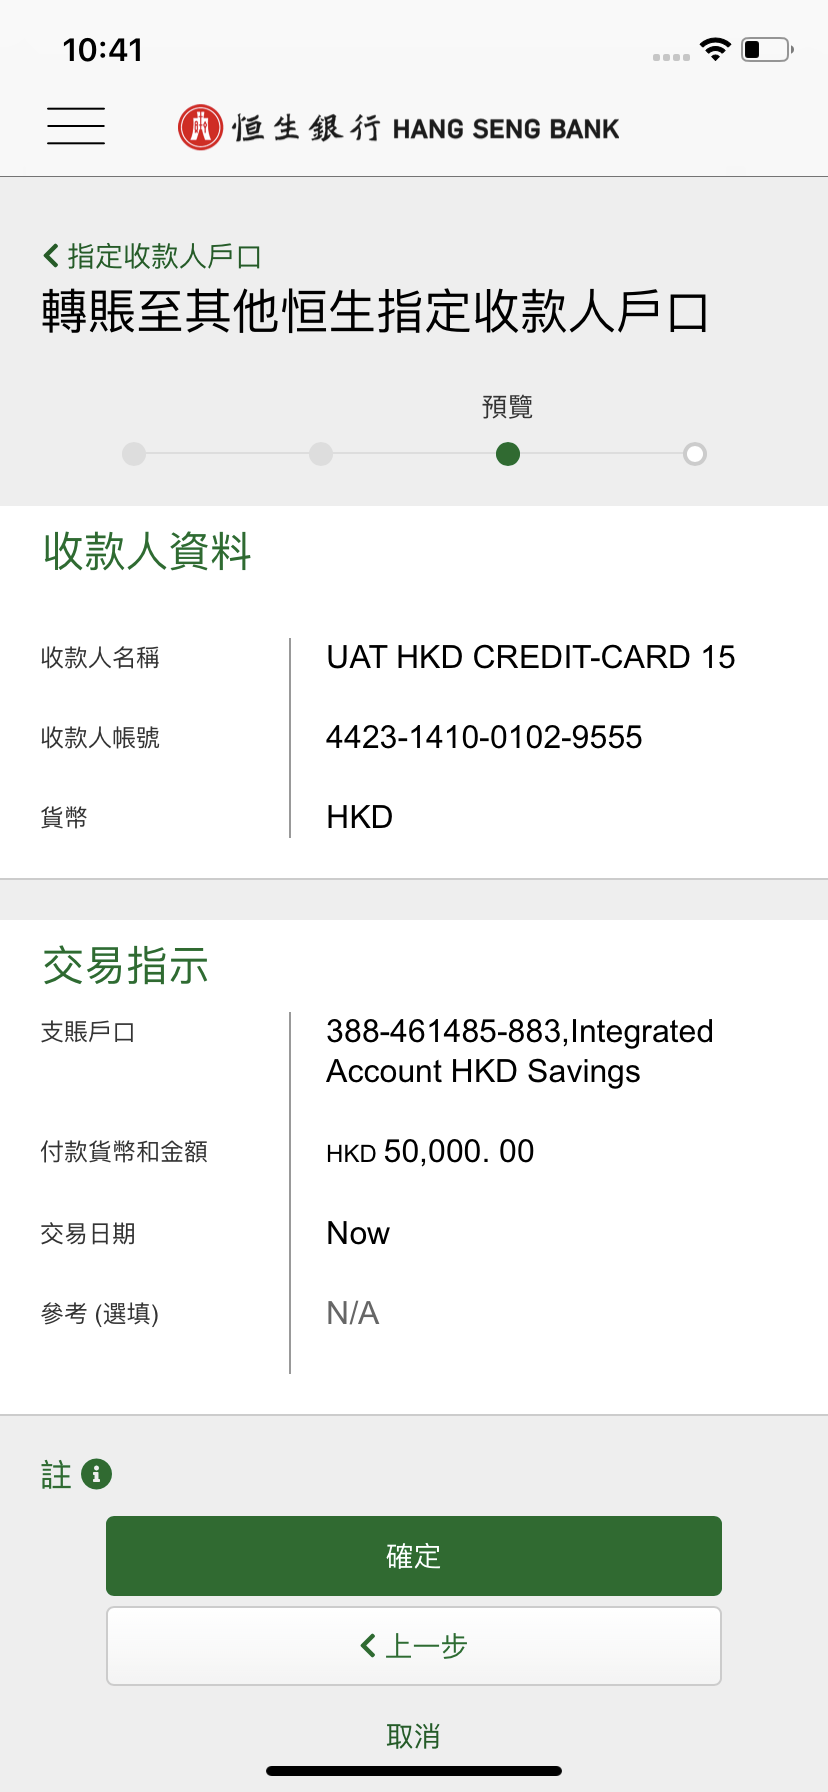 10:41
恒生銀行 HANG SENG BANK
指定收款人戶口
轉賬至其他恒生指定收款人戶口
預覽
收款人資料
收款人名稱
UAT HKD CREDIT-CARD 15
收款人帳號
4423-1410-0102-9555
貨幣
HKD
交易指示
支賬戶口
388-461485-883,Integrated
Account HKD Savings
付款貨幣和金額
HKD 50,000. 00
交易日期
Now
參考 (選填)
N/A
註
確定
上一步
取消